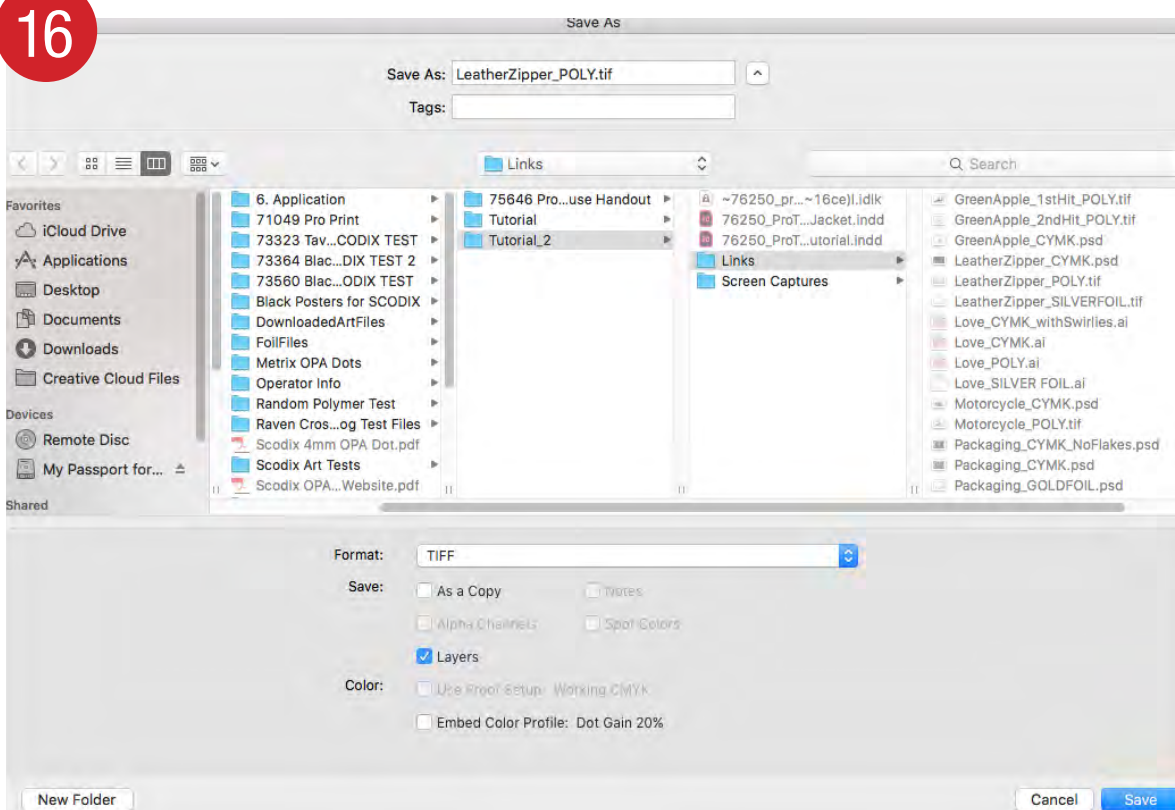 16
Save As
Save As: LeatherZipper_POLY.tif
Tags:
Links
Search
Favorites
iCloud Drive
Applications
Desktop
Documents
Downloads
Creative Cloud Files
Devices
Remote Disc
My Passport for...
Shared
6. Application
71049 Pro Print
73323 Tav...CODIX TEST
73364 Blac...DIX TEST 2
73560 Blac...ODIX TEST
Black Posters for SCODIX
DownloadedArtFiles
FoilFiles
Metrix OPA Dots
Operator Info
Random Polymer Test
Raven Cros...og Test Files
Scodix 4mm OPA Dot.pdf
Scodix Art Tests
Scodix OPA...Website.pdf
75646 Pro...use Handout
Tutorial
Tutorial_2
~76250_pr...~16ce)l.idlk
76250_ProT...Jacket.indd
76250_ProT...utorial.indd
Links
Screen Captures
GreenApple_1stHit_POLY.tif
GreenApple_2ndHit_POLY.tif
GreenApple_CYMK.psd
LeatherZipper_CYMK.psd
LeatherZipper_POLY.tif
LeatherZipper_SILVERFOIL.tif
Love_CYMK_withSwirlies.ai
Love_CYMK.ai
Love_POLY.ai
Love_SILVER FOIL.ai
Motorcycle_CYMK.psd
Motorcycle_POLY.tif
Packaging_CYMK_NoFlakes.psd
Packaging_CYMK.psd
Packaging_GOLDFOIL.psd
Format: TIFF
Save: As a Copy Notes
Alpha Channels Spot Colors
Layers
Color: Use Proof Setup: Working CMYK
Embed Color Profile: Dot Gain 20%
New Folder Cancel Save